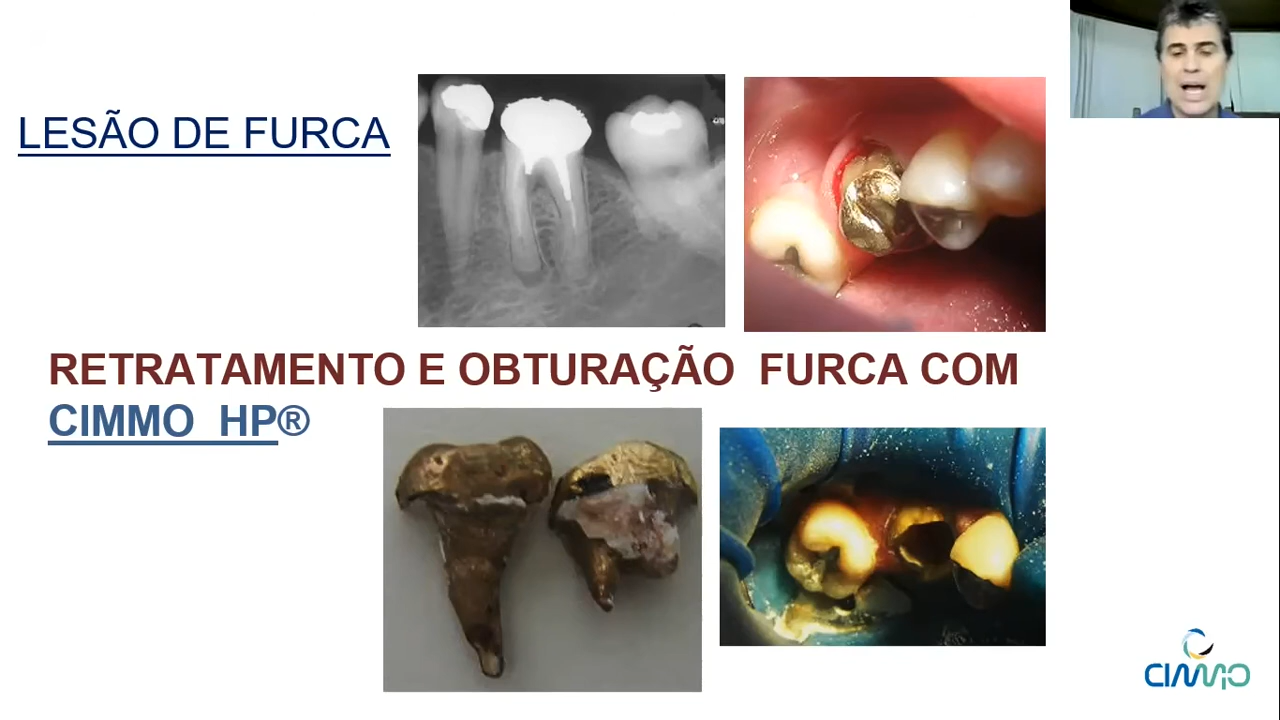 LESÃO DE FURCA
RETRATAMENTO E OBTURAÇÃO  FURCA COM
CIMMO  HP®
CIMMO